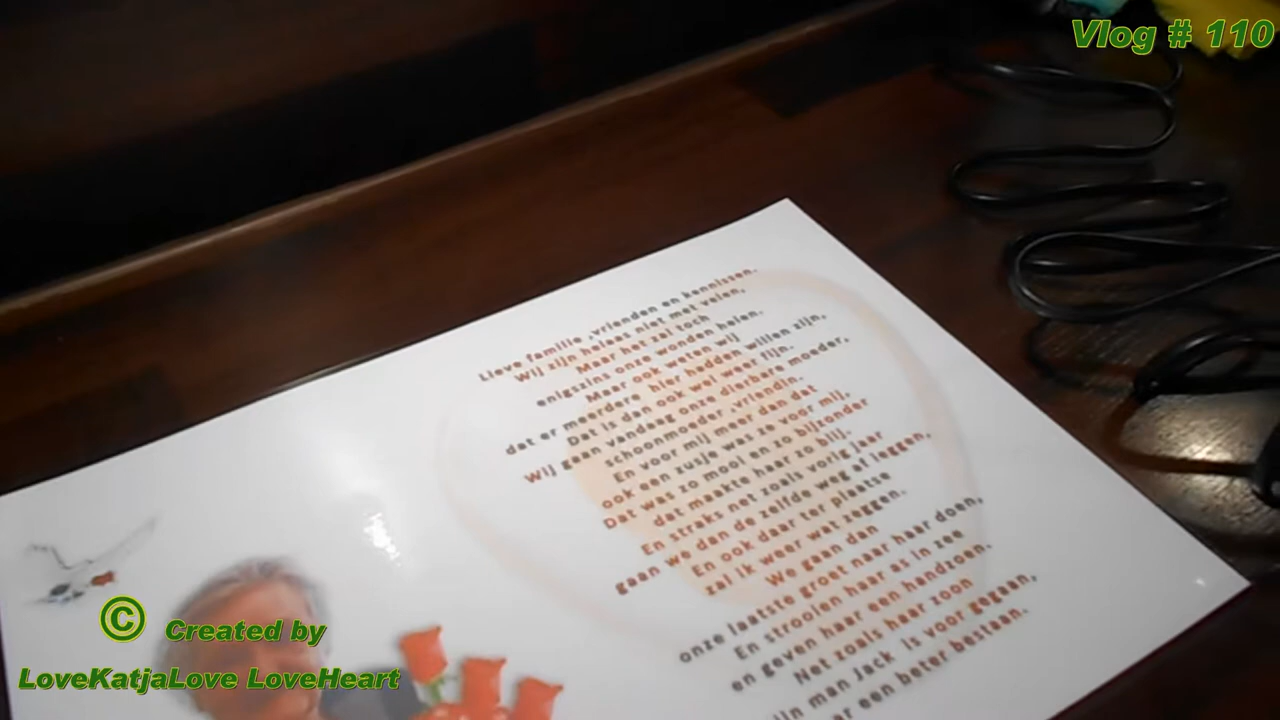 Vlog # 110
Lieve familie ,vrienden en kennissen.
Wij zijn helaas niet met velen,
Maar het zal toch
enigszins onze wonden helen.
Maar ook weten wij
dat er meerdere hier hadden willen zijn,
Dat is dan ook wel weer fijn.
Wij gaan vandaag onze dierbare moeder,
schoonmoeder ,vriendin.
En voor mij meer dan dat
ook een zusje was ze voor mij,
Dat was zo mooi en zo bijzonder
dat maakte haar zo blij.
En straks net zoals vorig jaar
gaan we dan de zelfde weg af leggen,
En ook daar ter plaatse
zal ik weer wat zeggen.
We gaan dan
onze laatste groet naar haar doen,
En strooien haar as in zee
en geven haar een handzoen.
Net zoals haar zoon
man Jack is voor gegaan,
een beter bestaan.
© Created by
LoveKatjaLove LoveHeart